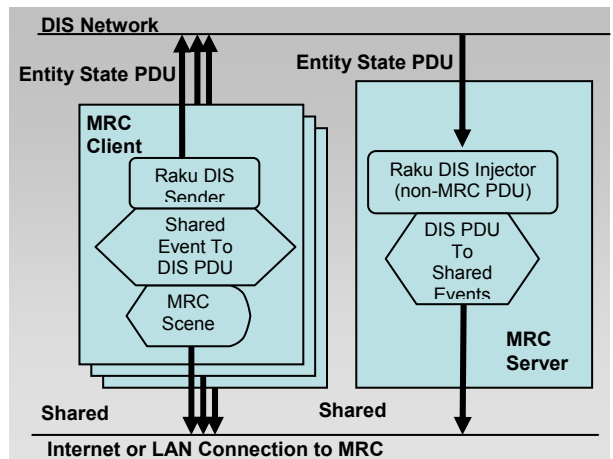 DIS Network
Entity State PDU
Entity State PDU
MRC
Client
Raku DIS
Sender
Shared
Event To
DIS PDU
MRC
Scene
Raku DIS Injector
(non-MRC PDU)
DIS PDU
To
Shared
Events
MRC
Server
Shared
Shared
Internet or LAN Connection to MRC